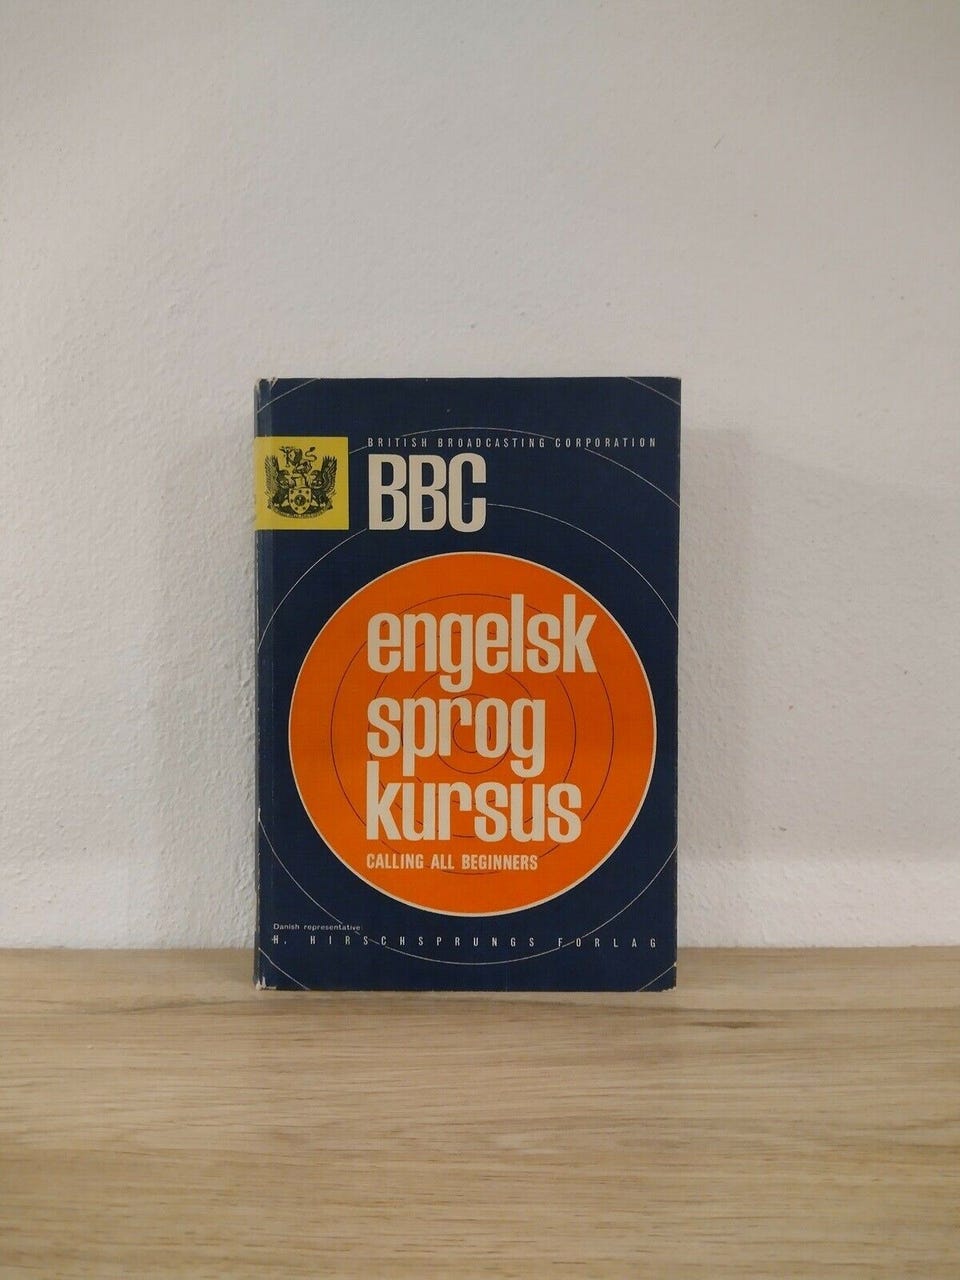 BRITISH BROADCASTING CORPORATION
BBC
engelsk
sprog
kursus
CALLING ALL BEGINNERS
Danish representative:
H. HIRSCHSPRUNGS FORLAG